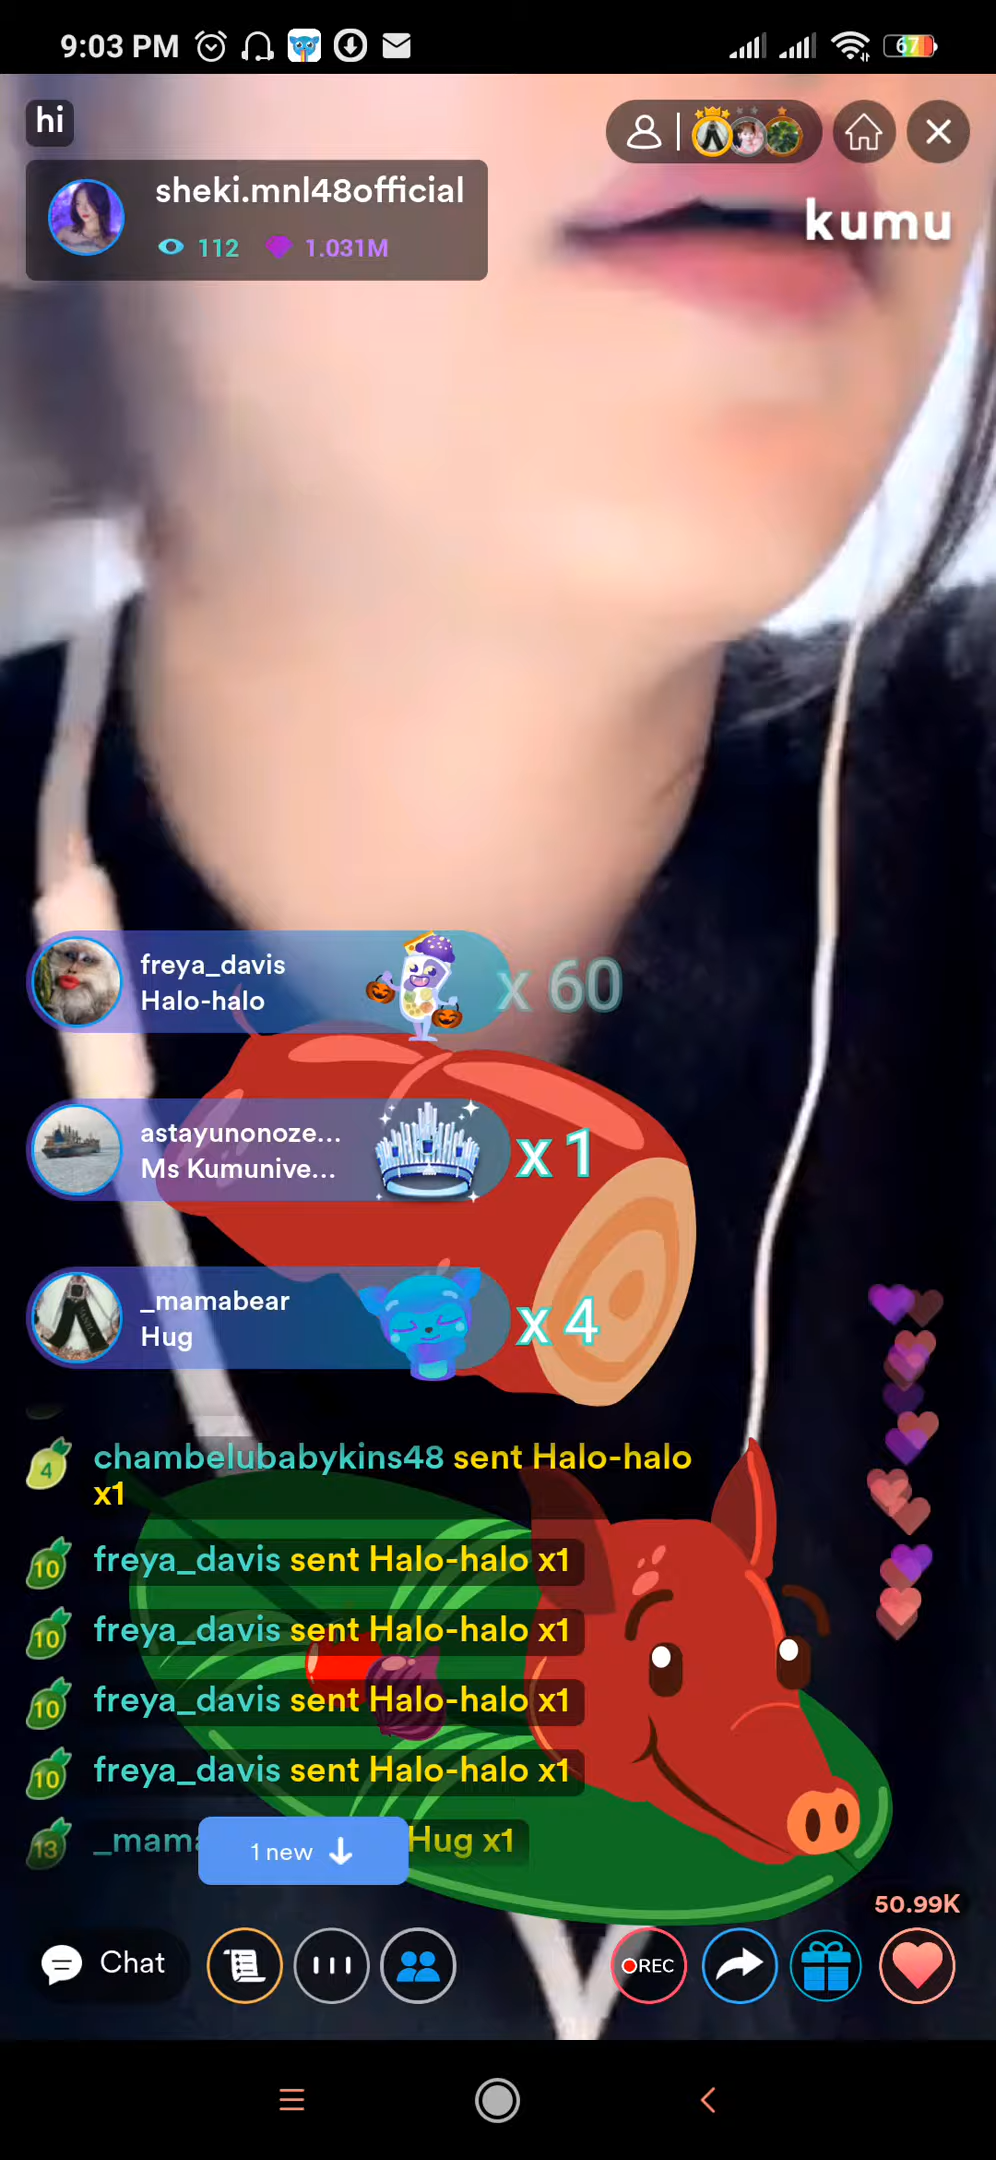 9:03 PM
67
hi
sheki.mnl48official
112 1.031M
kumu
freya_davis
Halo-halo
x 60
astayunonoze...
Ms Kumunive...
x 1
_mamabear
Hug
x 4
4 chambelubabykins48 sent Halo-halo
x1
10 freya_davis sent Halo-halo x1
10 freya_davis sent Halo-halo x1
10 freya_davis sent Halo-halo x1
10 freya_davis sent Halo-halo x1
13 _mama Hug x1
1 new
50.99K
Chat
REC